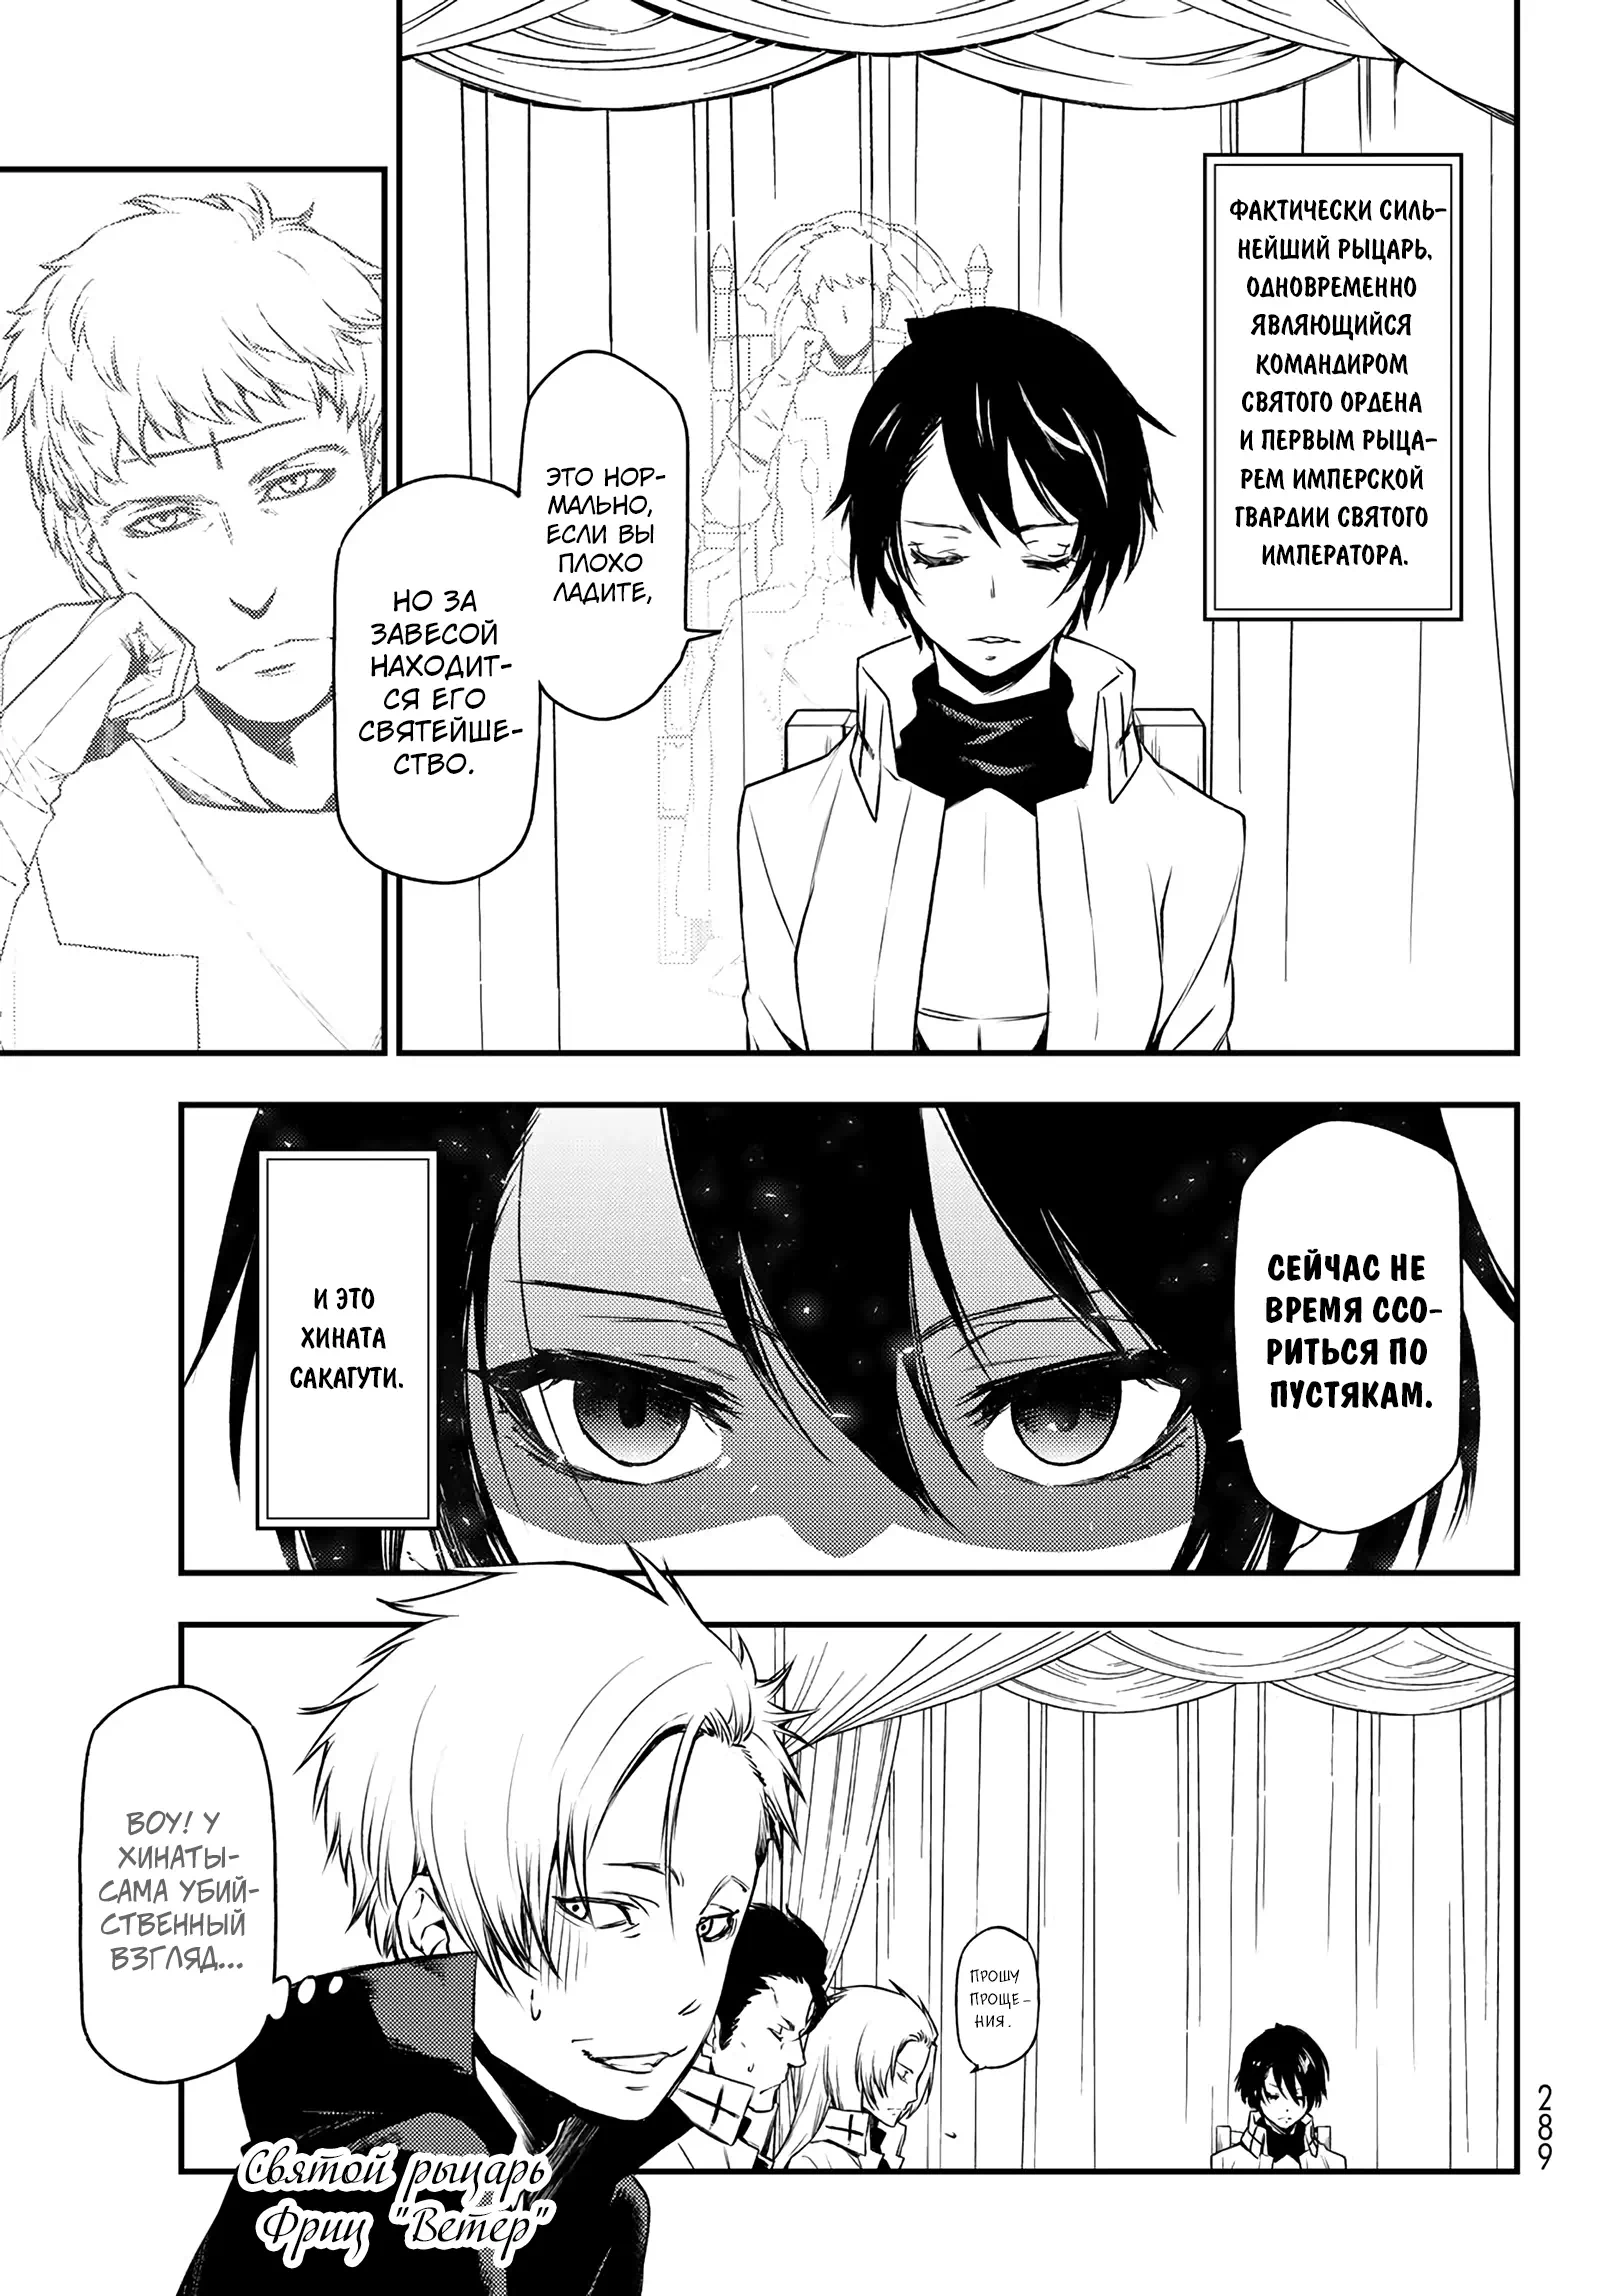 ФАКТИЧЕСКИ СИЛЬ-
НЕЙШИЙ РЫЦАРЬ,
ОДНОВРЕМЕННО
ЯВЛЯЮЩИЙСЯ
КОМАНДИРОМ
СВЯТОГО ОРДЕНА
И ПЕРВЫМ РЫЦА-
РЕМ ИМПЕРСКОЙ
ГВАРДИИ СВЯТОГО
ИМПЕРАТОРА.
ЭТО НОР-
МАЛЬНО,
ЕСЛИ ВЫ
ПЛОХО
ЛАДИТЕ,
НО ЗА
ЗАВЕСОЙ
НАХОДИТ-
СЯ ЕГО
СВЯТЕЙШЕ-
СТВО.
СЕЙЧАС НЕ
ВРЕМЯ ССО-
РИТЬСЯ ПО
ПУСТЯКАМ.
И ЭТО
ХИНАТА
САКАГУТИ.
ПРОШУ
ПРОЩЕ-
НИЯ.
ВОУ! У
ХИНАТЫ-
САМА УБИЙ-
СТВЕННЫЙ
ВЗГЛЯД...
Святой рыцарь
Фриц "Ветер"
289